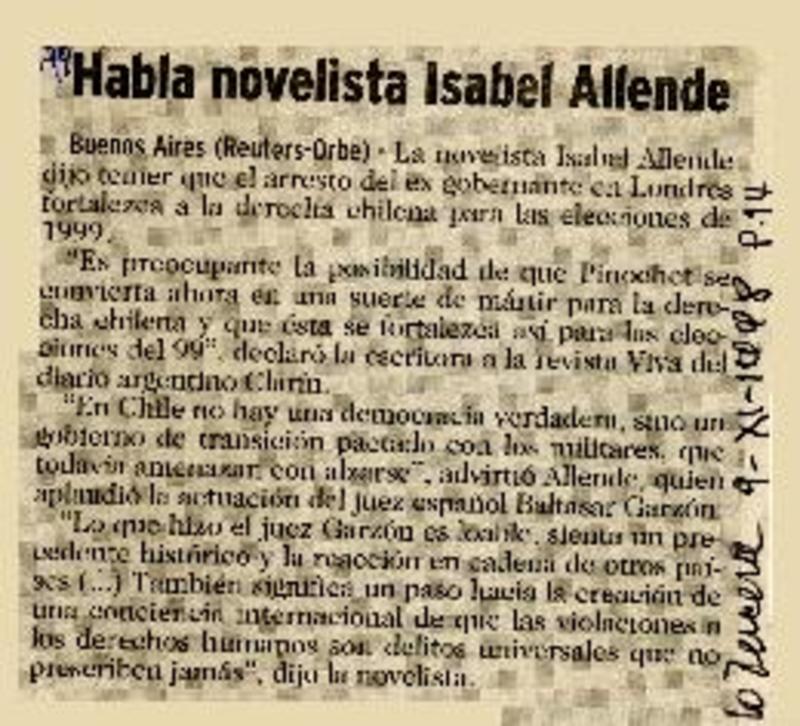 Habla novelista Isabel Allende
Buenos Aires (Reuters-Orbe) - La novelista Isabel Allende
dijo temer que el arresto del ex gobernante en Londres
fortalezca a la derecha chilena para las elecciones de
1999.
"Es preocupante la posibilidad de que Pinochet se
convierta ahora en una suerte de mártir para la dere-
cha chilena y que ésta se fortalezca así para las elec-
ciones del 99", declaró la escritora a la revista Viva del
diario argentino Clarín.
"En Chile no hay una democracia verdadera, sino un
gobierno de transición pactado con los militares, que
todavía amenazan con alzarse", advirtió Allende, quien
aplaudió la actuación del juez español Baltasar Garzón.
"Lo que hizo el juez Garzón es loable, sienta un pre-
cedente histórico y la reacción en cadena de otros paí-
ses (...) También significa un paso hacia la creación de
una conciencia internacional de que las violaciones a
los derechos humanos son delitos universales que no
prescriben jamás", dijo la novelista.
9-XI-1998 P.14